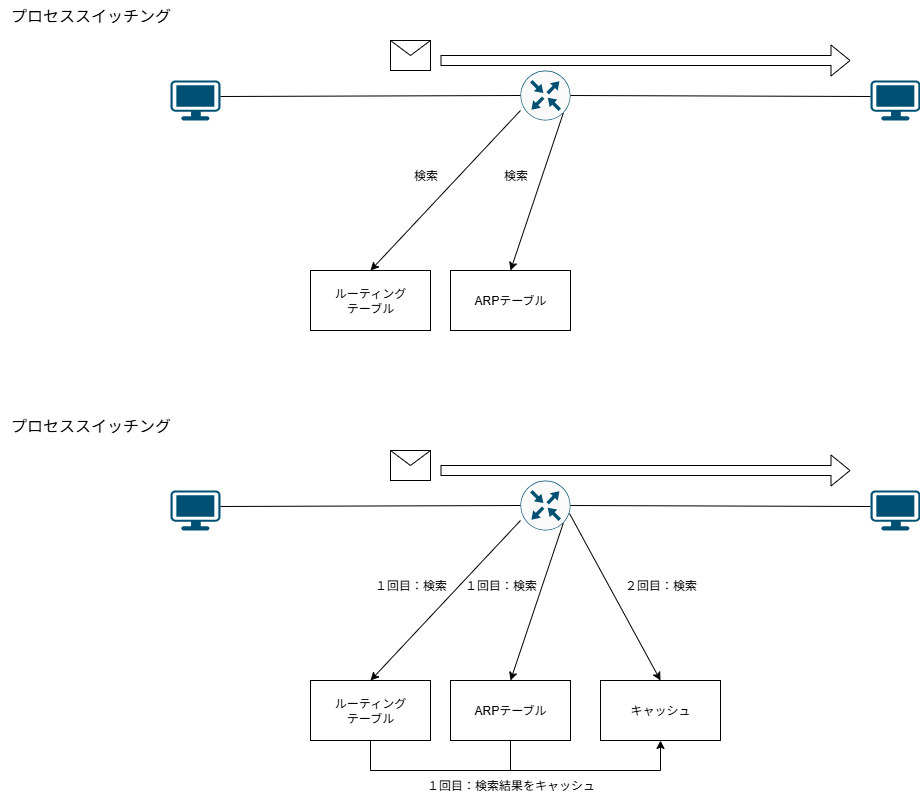 プロセススイッチング
検索
検索
ルーティング
テーブル
ARPテーブル
プロセススイッチング
１回目：検索
１回目：検索
２回目：検索
ルーティング
テーブル
ARPテーブル
キャッシュ
１回目：検索結果をキャッシュ